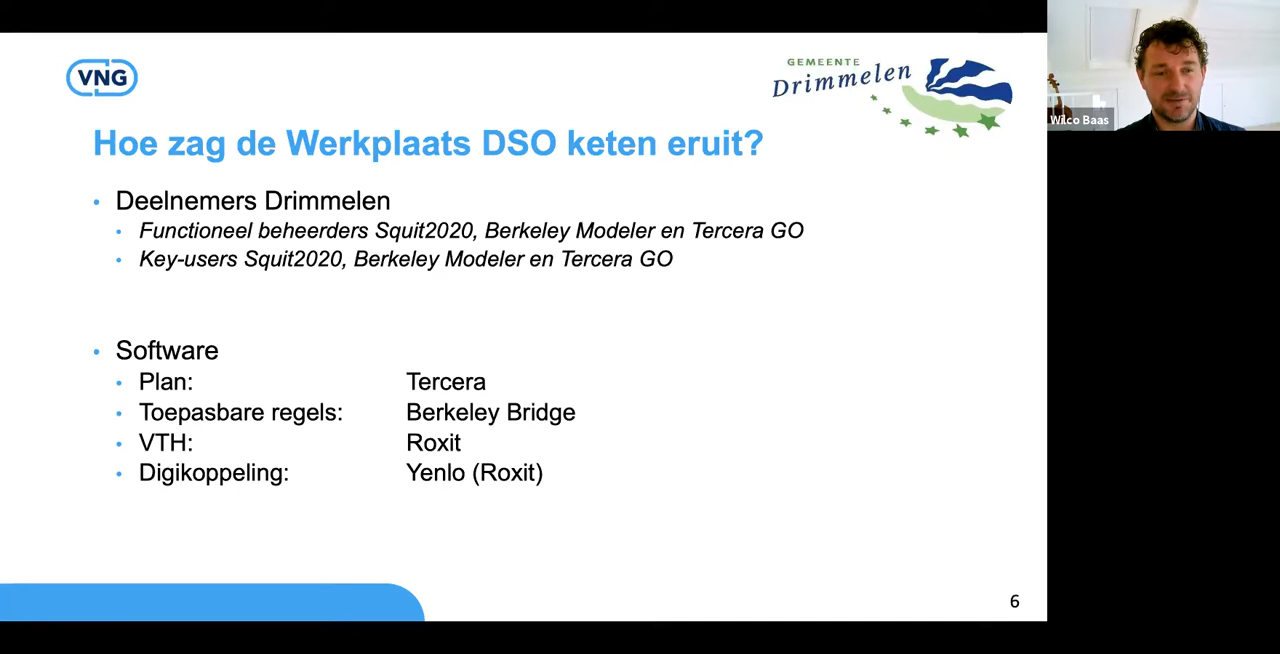 VNG
GEMEENTE
Drimmelen
Wilco Baas
Hoe zag de Werkplaats DSO keten eruit?
• Deelnemers Drimmelen
• Functioneel beheerders Squit2020, Berkeley Modeler en Tercera GO
• Key-users Squit2020, Berkeley Modeler en Tercera GO
• Software
• Plan: Tercera
• Toepasbare regels: Berkeley Bridge
• VTH: Roxit
• Digikoppeling: Yenlo (Roxit)
6